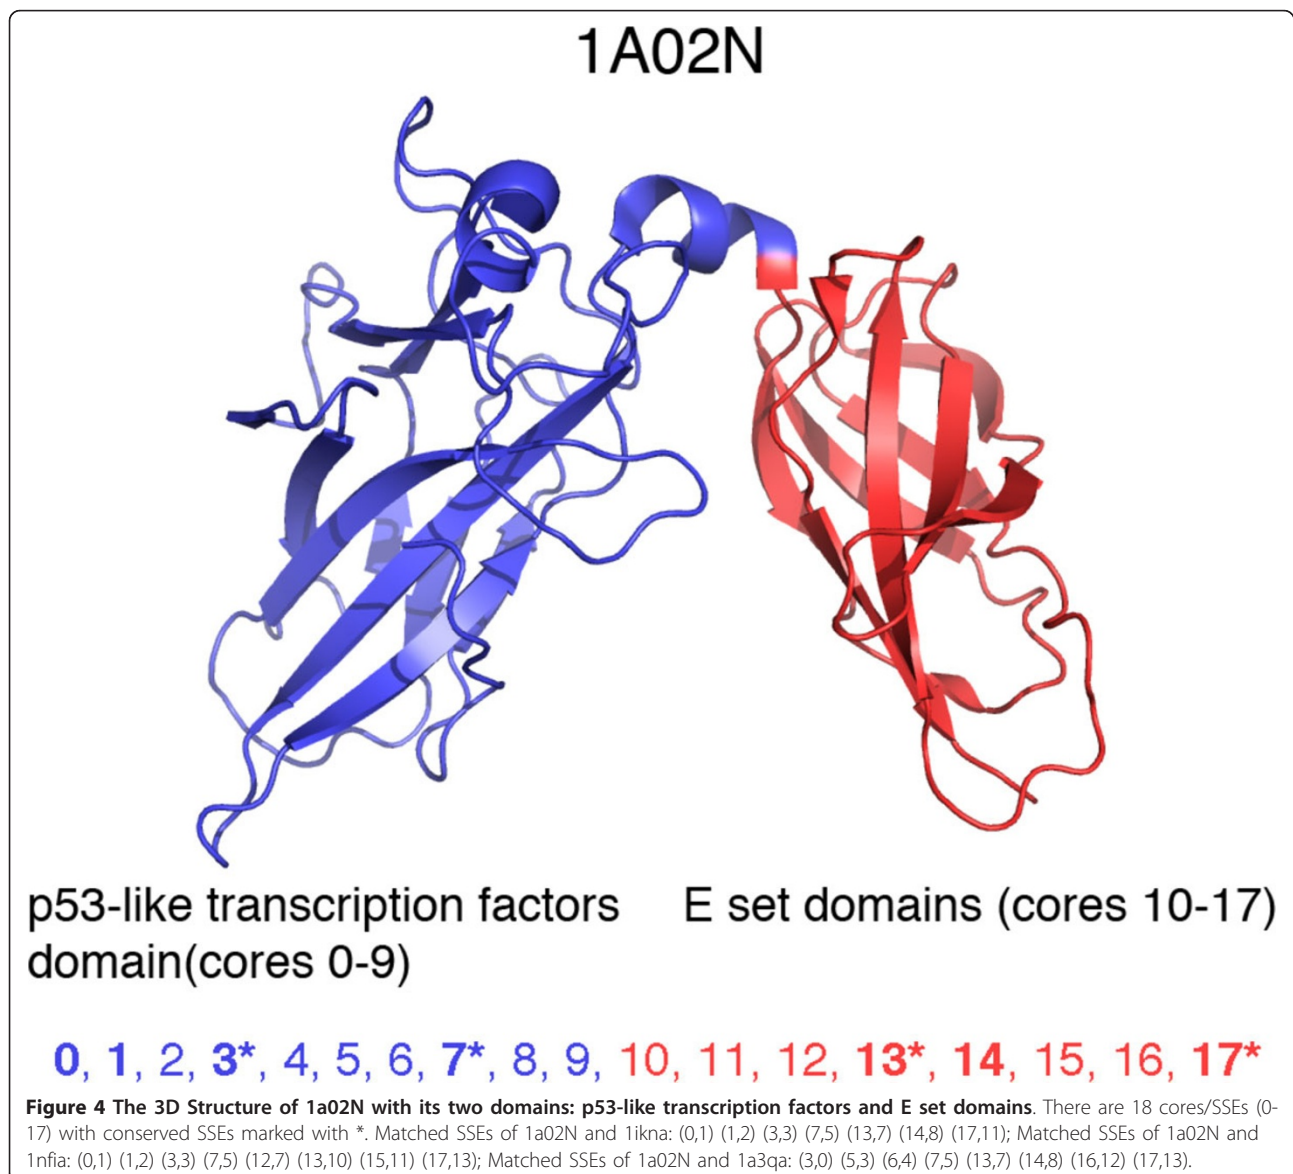 1A02N
p53-like transcription factors
domain(cores 0-9)
E set domains (cores 10-17)
0, 1, 2, 3*, 4, 5, 6, 7*, 8, 9, 10, 11, 12, 13*, 14, 15, 16, 17*
Figure 4 The 3D Structure of 1a02N with its two domains: p53-like transcription factors and E set domains. There are 18 cores/SSEs (0-
17) with conserved SSEs marked with *. Matched SSEs of 1a02N and 1ikna: (0,1) (1,2) (3,3) (7,5) (13,7) (14,8) (17,11); Matched SSEs of 1a02N and
1nfia: (0,1) (1,2) (3,3) (7,5) (12,7) (13,10) (15,11) (17,13); Matched SSEs of 1a02N and 1a3qa: (3,0) (5,3) (6,4) (7,5) (13,7) (14,8) (16,12) (17,13).